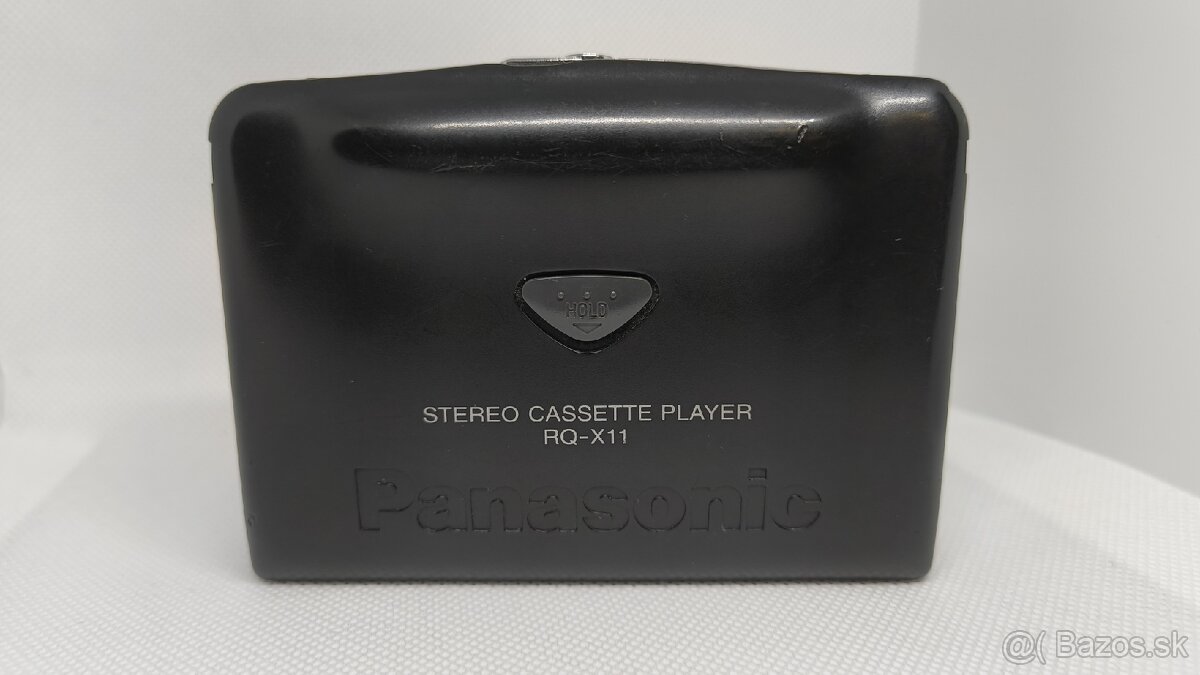 HOLD
STEREO CASSETTE PLAYER
RQ-X11
Panasonic
@( Bazos.sk